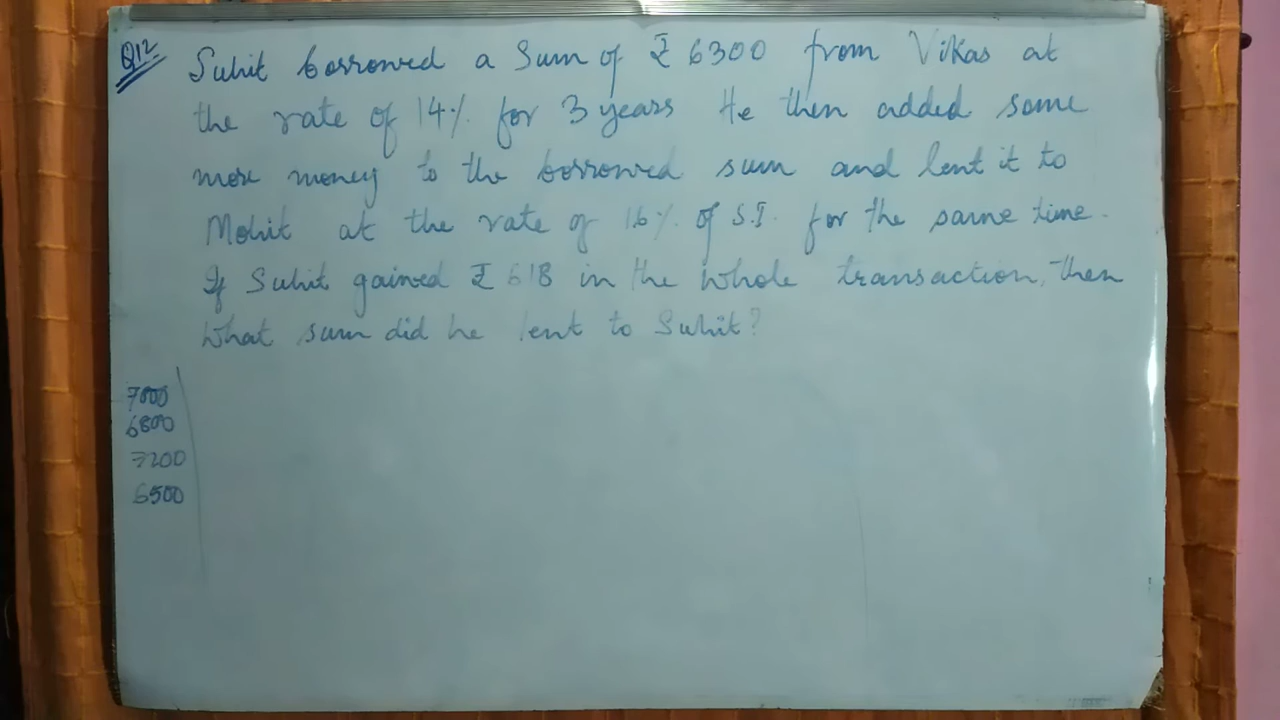 Q12 Suhit borrowed a Sum of ₹ 6300 from Vikas at
the rate of 14% for 3 years He then added some
more money to the borrowed sum and lent it to
Mohit at the rate of 16% of S.I. for the same time.
If Suhit gained ₹ 618 in the whole transaction, then
what sum did he lent to Suhit?
7000
6800
7200
6500